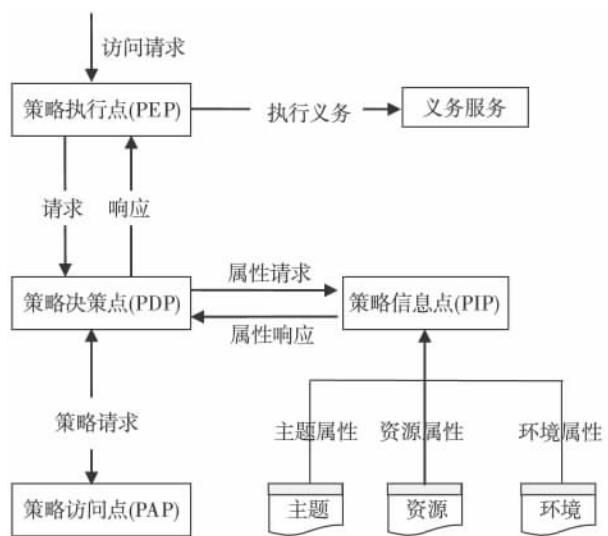 访问请求
策略执行点(PEP)
执行义务
义务服务
请求
响应
策略决策点(PDP)
属性请求
属性响应
策略信息点(PIP)
策略请求
主题属性
资源属性
环境属性
策略访问点(PAP)
主题
资源
环境